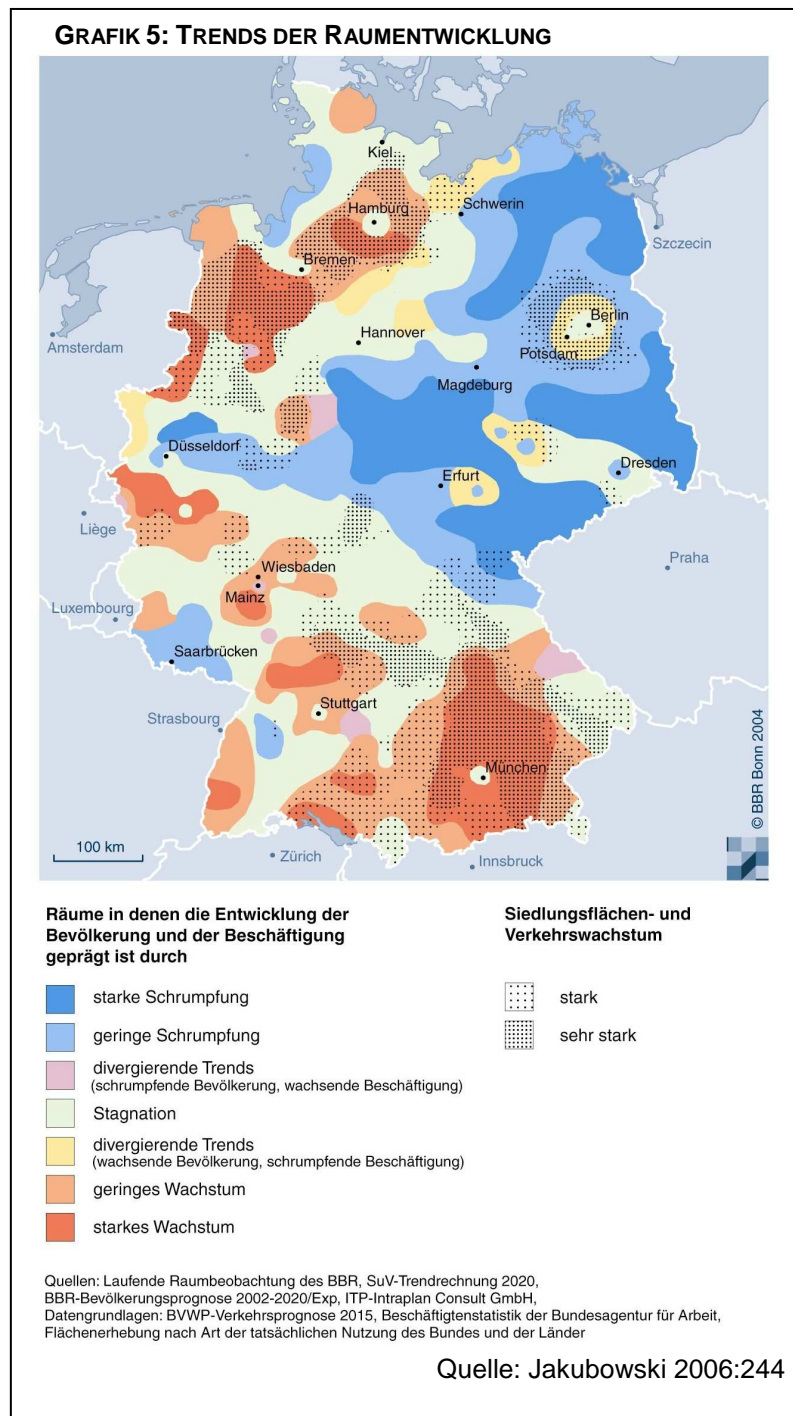 GRAFIK 5: TRENDS DER RAUMENTWICKLUNG
Kiel
Hamburg
Schwerin
Szczecin
Bremen
Berlin
Amsterdam
Hannover
Potsdam
Magdeburg
Düsseldorf
Dresden
Erfurt
Liège
Praha
Wiesbaden
Mainz
Luxembourg
Saarbrücken
Stuttgart
Strasbourg
München
© BBR Bonn 2004
100 km
Zürich
Innsbruck
Räume in denen die Entwicklung der
Bevölkerung und der Beschäftigung
geprägt ist durch
starke Schrumpfung
geringe Schrumpfung
divergierende Trends
(schrumpfende Bevölkerung, wachsende Beschäftigung)
Stagnation
divergierende Trends
(wachsende Bevölkerung, schrumpfende Beschäftigung)
geringes Wachstum
starkes Wachstum
Siedlungsflächen- und
Verkehrswachstum
stark
sehr stark
Quellen: Laufende Raumbeobachtung des BBR, SuV-Trendrechnung 2020,
BBR-Bevölkerungsprognose 2002-2020/Exp, ITP-Intraplan Consult GmbH,
Datengrundlagen: BVWP-Verkehrsprognose 2015, Beschäftigtenstatistik der Bundesagentur für Arbeit,
Flächenerhebung nach Art der tatsächlichen Nutzung des Bundes und der Länder
Quelle: Jakubowski 2006:244